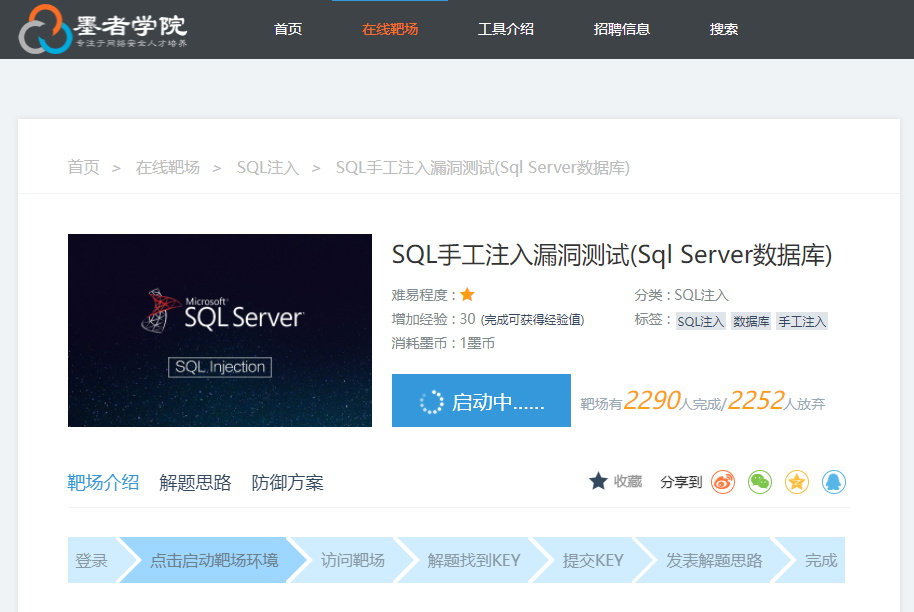 墨者学院
专注于网络安全人才培养
首页 在线靶场 工具介绍 招聘信息 搜索
首页 > 在线靶场 > SQL注入 > SQL手工注入漏洞测试(Sql Server数据库)
Microsoft®
SQL Server
SQL Injection
SQL手工注入漏洞测试(Sql Server数据库)
难易程度 : 分类 : SQL注入
增加经验 : 30 (完成可获得经验值) 标签 : SQL注入 数据库 手工注入
消耗墨币 : 1墨币
启动中...... 靶场有2290人完成/2252人放弃
靶场介绍 解题思路 防御方案 收藏 分享到
登录 点击启动靶场环境 访问靶场 解题找到KEY 提交KEY 发表解题思路 完成